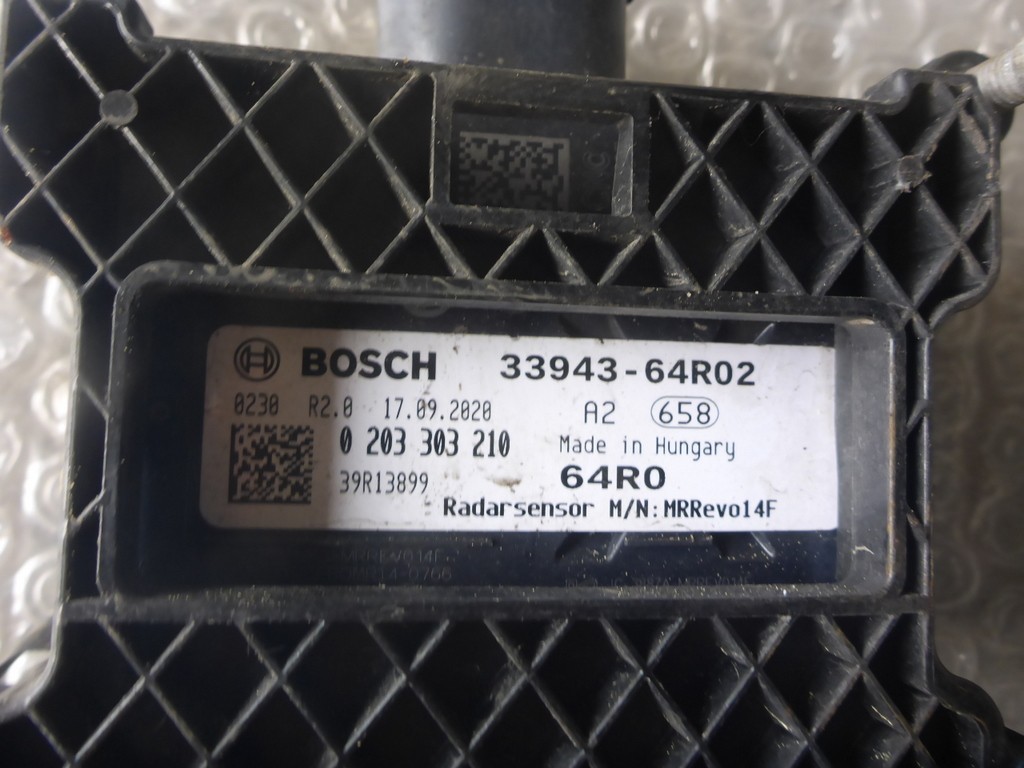 BOSCH 33943-64R02
0230 R2.0 17.09.2020 A2 658
0 203 303 210 Made in Hungary
39R13899 64R0
Radarsensor M/N:MRRevo14F
MRREVO14F